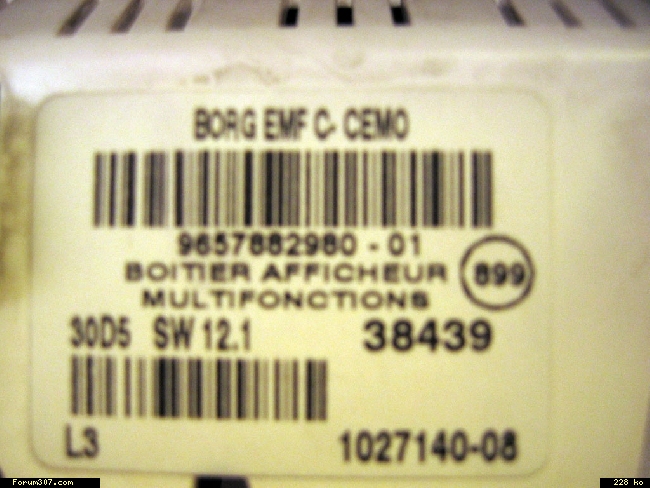 BORG EMF C- CEMO
9657882980 - 01
BOITIER AFFICHEUR
MULTIFONCTIONS
899
30D5 SW 12.1 38439
L3 1027140-08
Forum307.com 228 ko